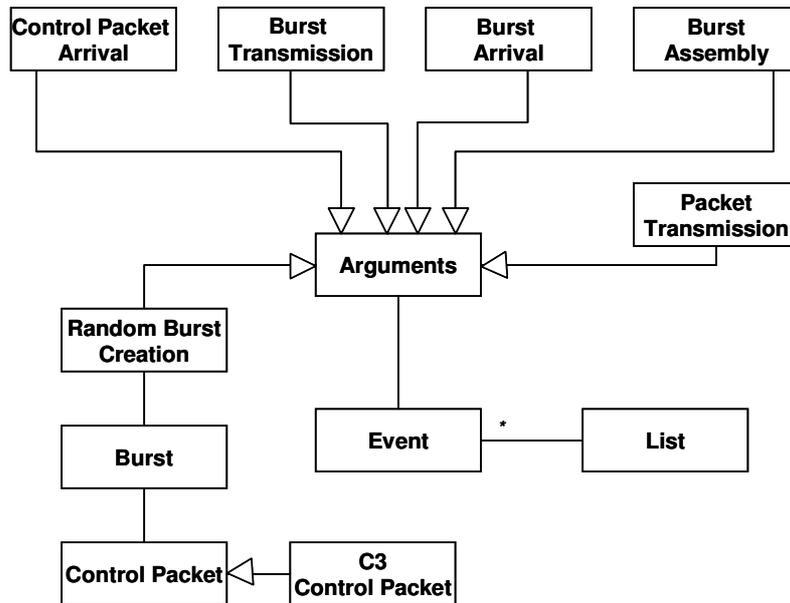 Control Packet
Arrival
Burst
Transmission
Burst
Arrival
Burst
Assembly
Packet
Transmission
Arguments
Random Burst
Creation
Event
*
List
Burst
Control Packet
C3
Control Packet